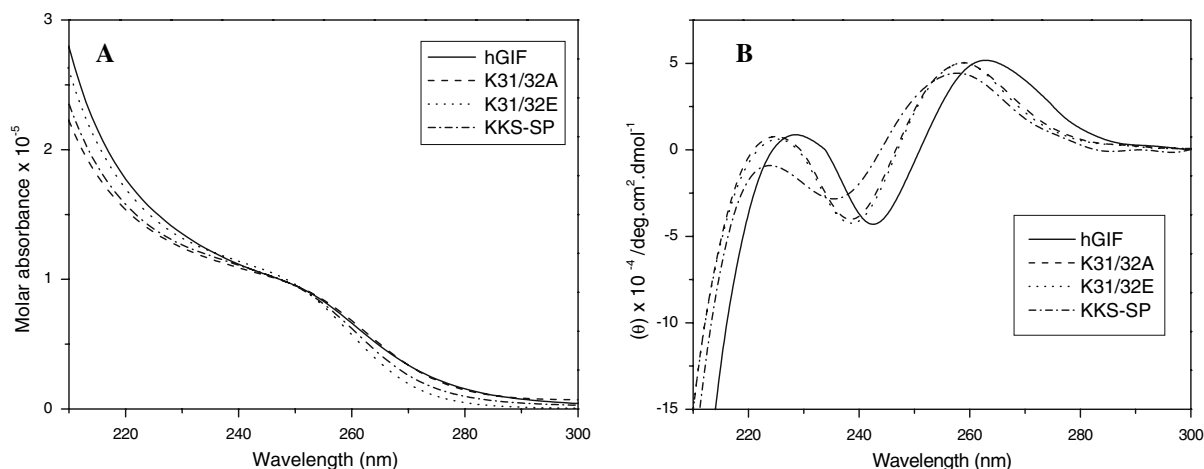 A
hGIF
K31/32A
K31/32E
KKS-SP
3
2
1
0
Molar absorbance x 10⁻⁵
220 240 260 280 300
Wavelength (nm)
B
5
0
-5
-10
-15
(θ) x 10⁻⁴ /deg.cm².dmol⁻¹
hGIF
K31/32A
K31/32E
KKS-SP
220 240 260 280 300
Wavelength (nm)